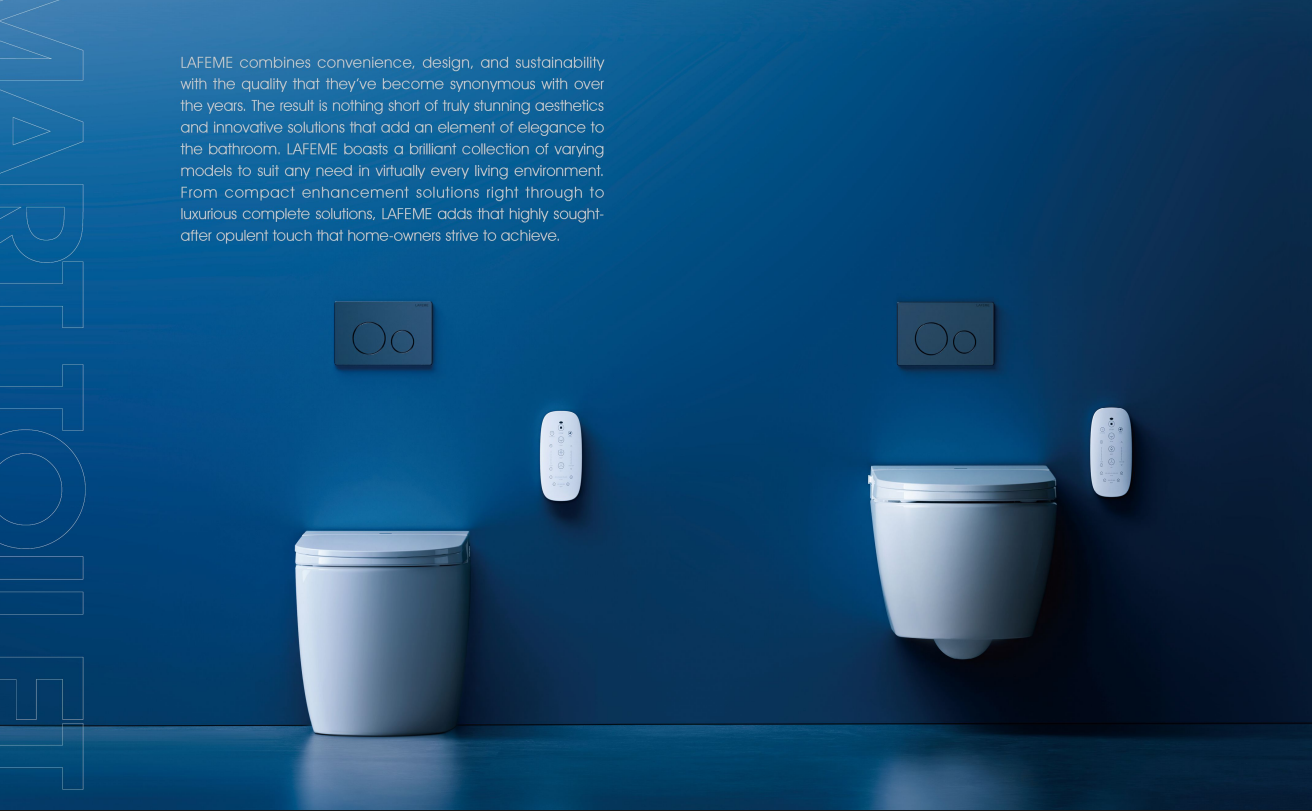 LAFEME combines convenience, design, and sustainability
with the quality that they've become synonymous with over
the years. The result is nothing short of truly stunning aesthetics
and innovative solutions that add an element of elegance to
the bathroom. LAFEME boasts a brilliant collection of varying
models to suit any need in virtually every living environment.
From compact enhancement solutions right through to
luxurious complete solutions, LAFEME adds that highly sought-
after opulent touch that home-owners strive to achieve.
MART TOILET